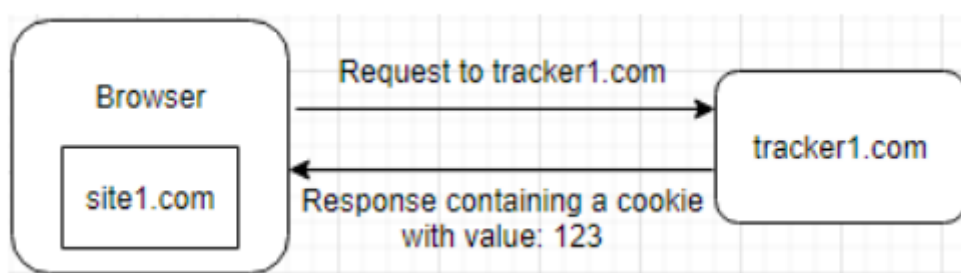 Request to tracker1.com
Browser
tracker1.com
site1.com
Response containing a cookie
with value: 123